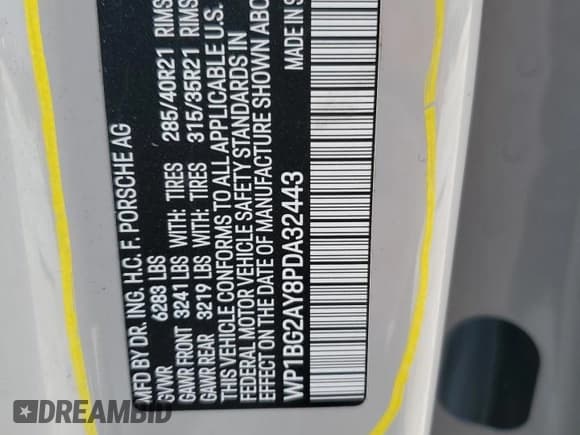 MFD BY DR. ING. H.C. F. PORSCHE AG
GVWR 6283 LBS
GAWR FRONT 3241 LBS WITH: TIRES 285/40R21 RIMS
GAWR REAR 3219 LBS WITH: TIRES 315/35R21 RIMS
THIS VEHICLE CONFORMS TO ALL APPLICABLE U.S.
FEDERAL MOTOR VEHICLE SAFETY STANDARDS IN
EFFECT ON THE DATE OF MANUFACTURE SHOWN ABO
WP1BG2AY8PDA32443 MADE IN
DREAMBID